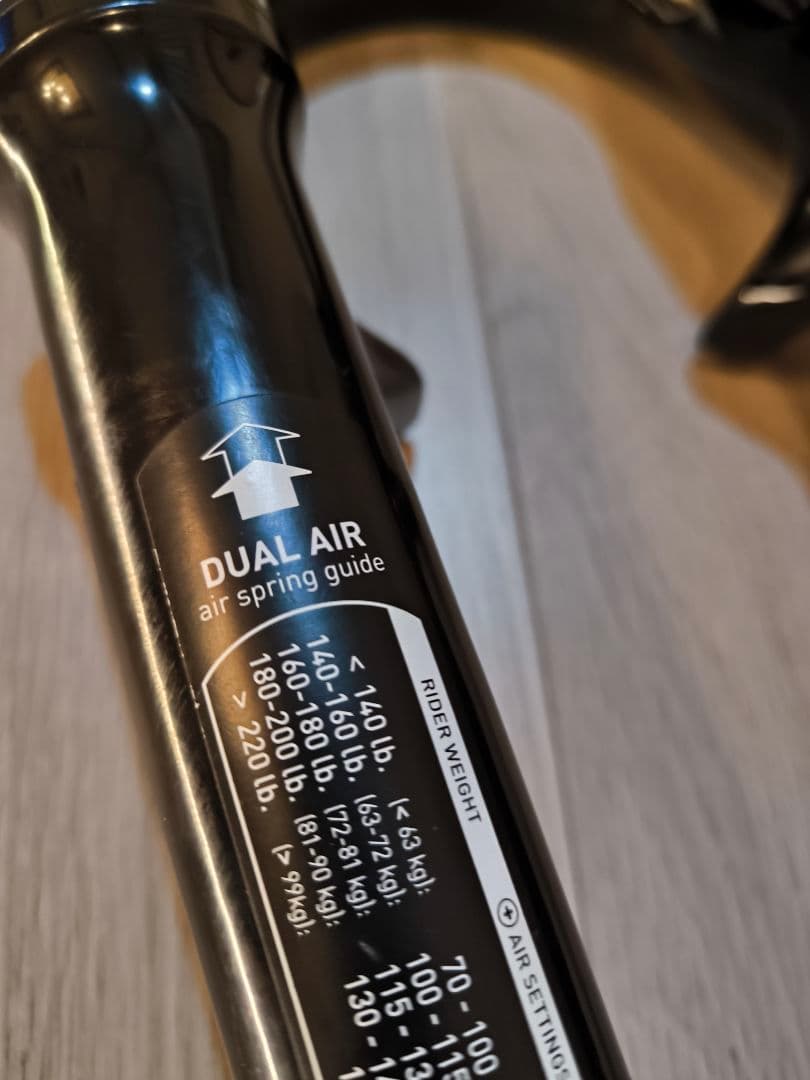 DUAL AIR
air spring guide
RIDER WEIGHT ⊕ AIR SETTINGS
< 140 lb. (< 63 kg): 70 - 100
140-160 lb. (63-72 kg): 100 - 115
160-180 lb. (72-81 kg): 115 -
180-200 lb. (81-90 kg): 130 -
> 220 lb. (> 99kg):